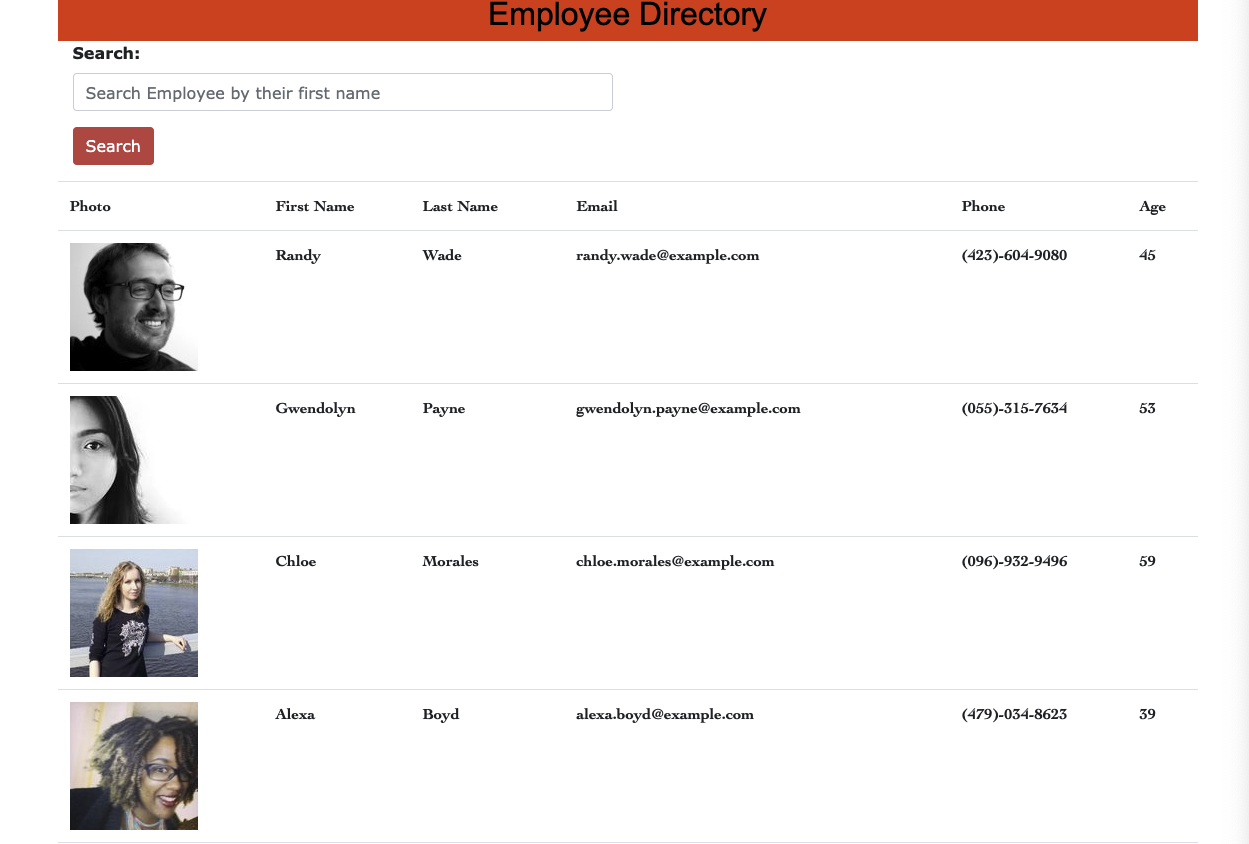 Employee Directory
Search:
Search Employee by their first name
Search
Photo First Name Last Name Email Phone Age
Randy Wade randy.wade@example.com (423)-604-9080 45
Gwendolyn Payne gwendolyn.payne@example.com (055)-315-7634 53
Chloe Morales chloe.morales@example.com (096)-932-9496 59
Alexa Boyd alexa.boyd@example.com (479)-034-8623 39